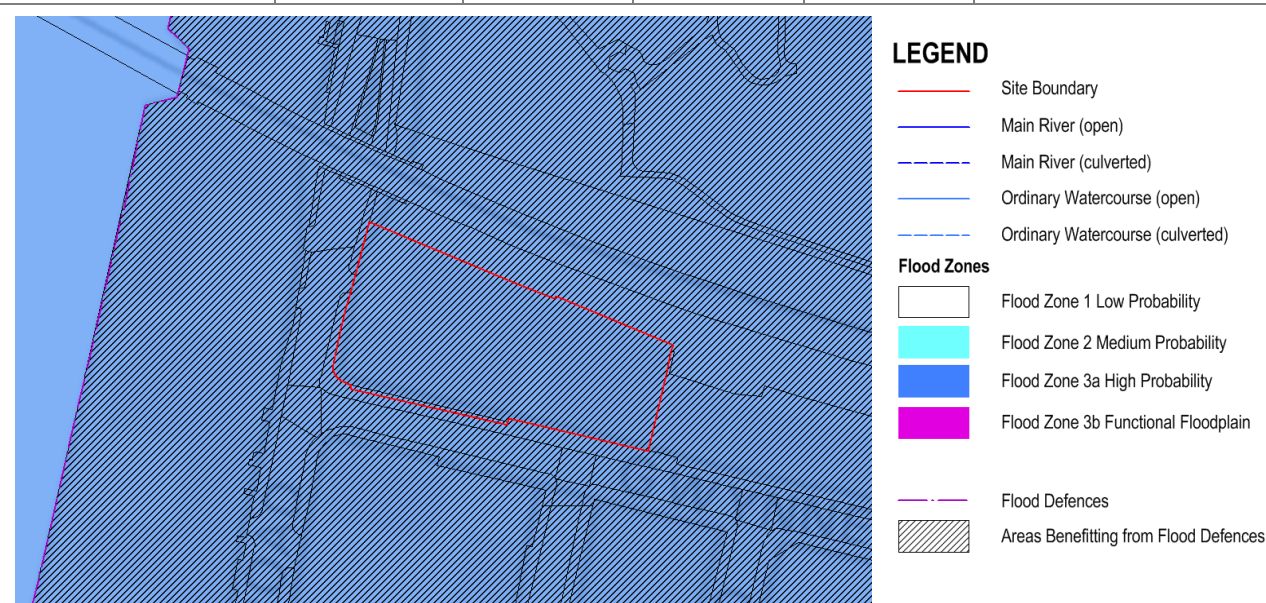 LEGEND
Site Boundary
Main River (open)
Main River (culverted)
Ordinary Watercourse (open)
Ordinary Watercourse (culverted)
Flood Zones
Flood Zone 1 Low Probability
Flood Zone 2 Medium Probability
Flood Zone 3a High Probability
Flood Zone 3b Functional Floodplain
Flood Defences
Areas Benefitting from Flood Defences